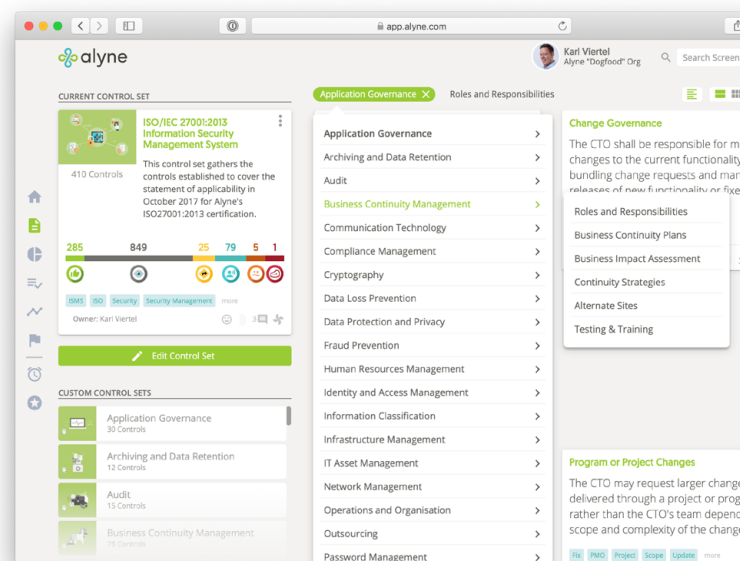 app.alyne.com
alyne
Karl Viertel
Alyne "Dogfood" Org
Search Screen
CURRENT CONTROL SET
ISO/IEC 27001:2013
Information Security
Management System
410 Controls
This control set gathers the
controls established to cover the
statement of applicability in
October 2017 for Alyne's
ISO27001:2013 certification.
285 849 25 79 5 1
ISMS ISO Security Security Management more
Owner: Karl Viertel
3
Edit Control Set
CUSTOM CONTROL SETS
Application Governance
30 Controls
Archiving and Data Retention
12 Controls
Audit
15 Controls
Business Continuity Management
28 Controls
Application Governance X Roles and Responsibilities
Application Governance
Archiving and Data Retention
Audit
Business Continuity Management
Communication Technology
Compliance Management
Cryptography
Data Loss Prevention
Data Protection and Privacy
Fraud Prevention
Human Resources Management
Identity and Access Management
Information Classification
Infrastructure Management
IT Asset Management
Network Management
Operations and Organisation
Outsourcing
Password Management
Change Governance
The CTO shall be responsible for
changes to the current functionality
bundling change requests and
releases of new functionality or
Roles and Responsibilities
Business Continuity Plans
Business Impact Assessment
Continuity Strategies
Alternate Sites
Testing & Training
Program or Project Changes
The CTO may request larger
delivered through a project or
rather than the CTO's team
scope and complexity of the
Fix PMO Project Scope Update more